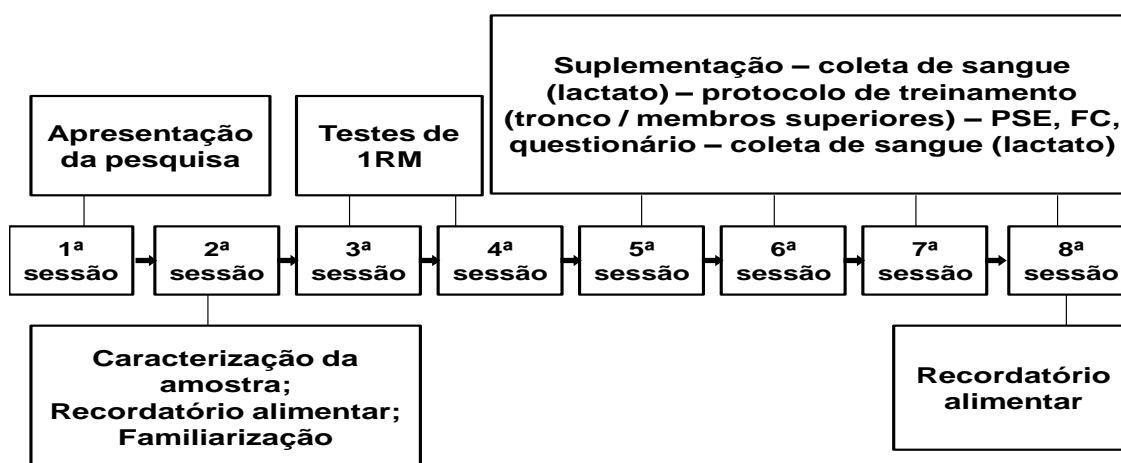 Suplementação – coleta de sangue
(lactato) – protocolo de treinamento
(tronco / membros superiores) – PSE, FC,
questionário – coleta de sangue (lactato)
Apresentação
da pesquisa
Testes de
1RM
1ª
sessão
2ª
sessão
3ª
sessão
4ª
sessão
5ª
sessão
6ª
sessão
7ª
sessão
8ª
sessão
Caracterização da
amostra;
Recordatório alimentar;
Familiarização
Recordatório
alimentar